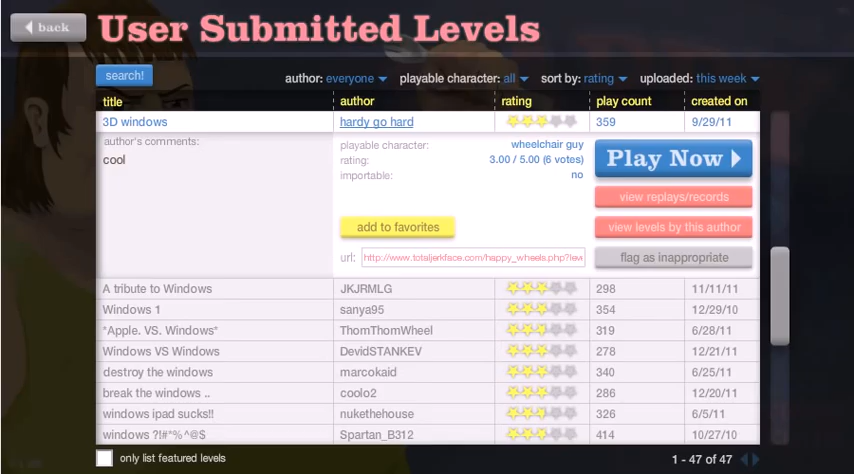 back
User Submitted Levels
search!
author: everyone playable character: all sort by: rating uploaded: this week
title author rating play count created on
3D windows hardy go hard 359 9/29/11
author's comments:
cool
playable character: wheelchair guy
rating: 3.00 / 5.00 (6 votes)
importable: no
Play Now
view replays/records
add to favorites
view levels by this author
url: http://www.totaljerkface.com/happy_wheels.php?leve
flag as inappropriate
A tribute to Windows JKJRMLG 298 11/11/11
Windows 1 sanya95 354 12/29/10
"Apple. VS. Windows" ThomThomWheel 319 6/28/11
Windows VS Windows DevidSTANKEV 278 12/21/11
destroy the windows marcokaid 340 6/25/11
break the windows .. coolo2 286 12/20/11
windows ipad sucks!! nukethehouse 326 6/5/11
windows ?!#*%^@$ Spartan_B312 414 10/27/10
only list featured levels
1 - 47 of 47